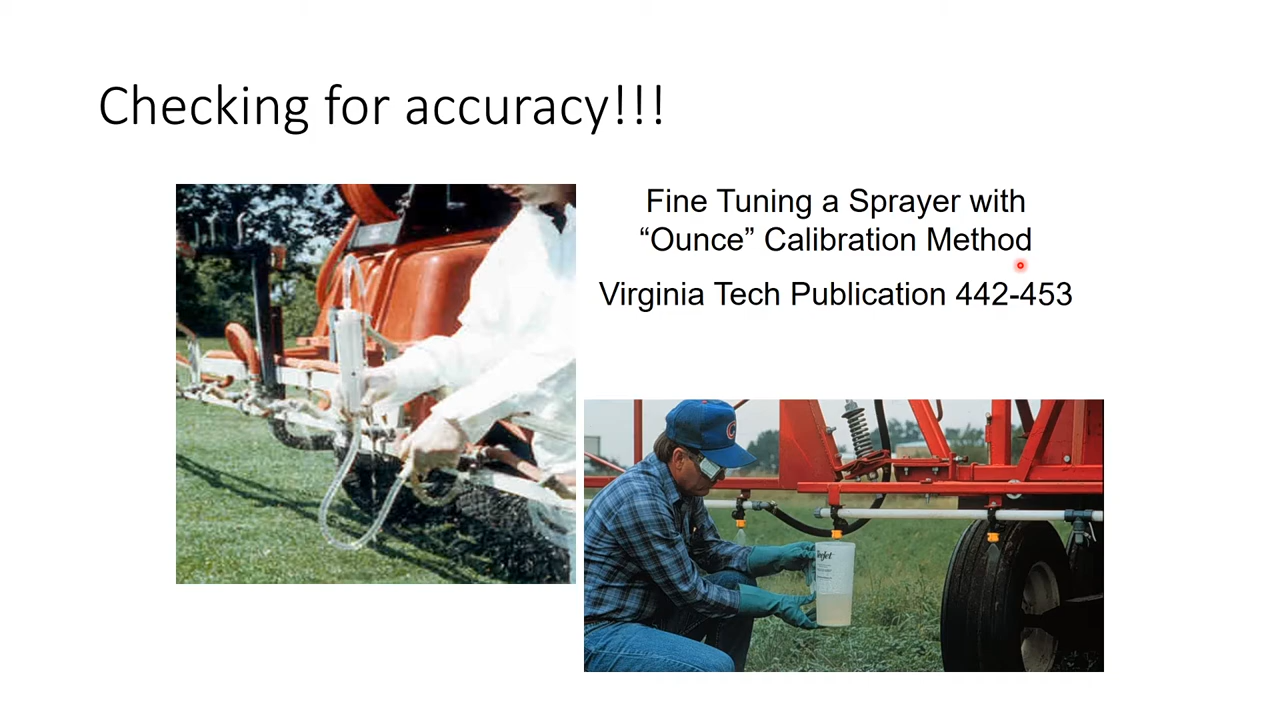 Checking for accuracy!!!
Fine Tuning a Sprayer with
“Ounce” Calibration Method
Virginia Tech Publication 442-453